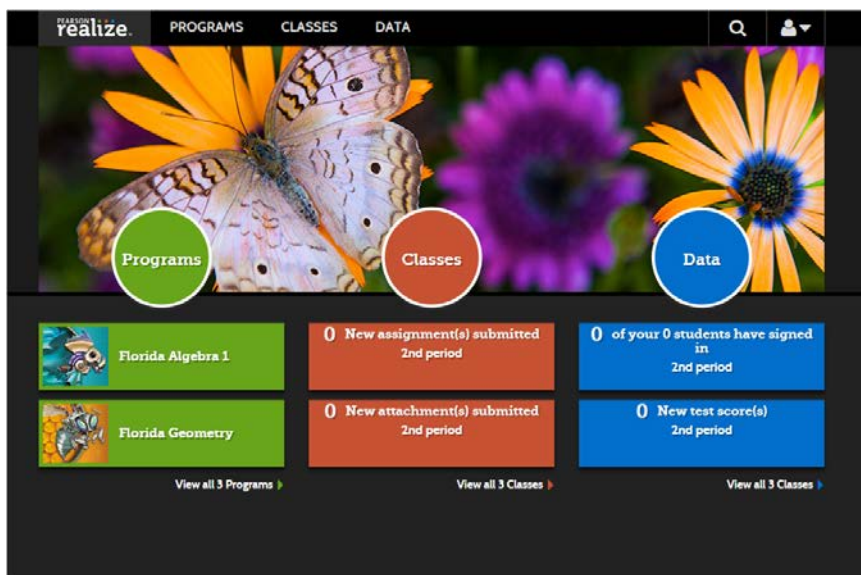 PEARSON
realize.
PROGRAMS
CLASSES
DATA
Programs
Classes
Data
Florida Algebra 1
Florida Geometry
View all 3 Programs
0 New assignment(s) submitted
2nd period
0 New attachment(s) submitted
2nd period
View all 3 Classes
0 of your 0 students have signed
in
2nd period
0 New test score(s)
2nd period
View all 3 Classes